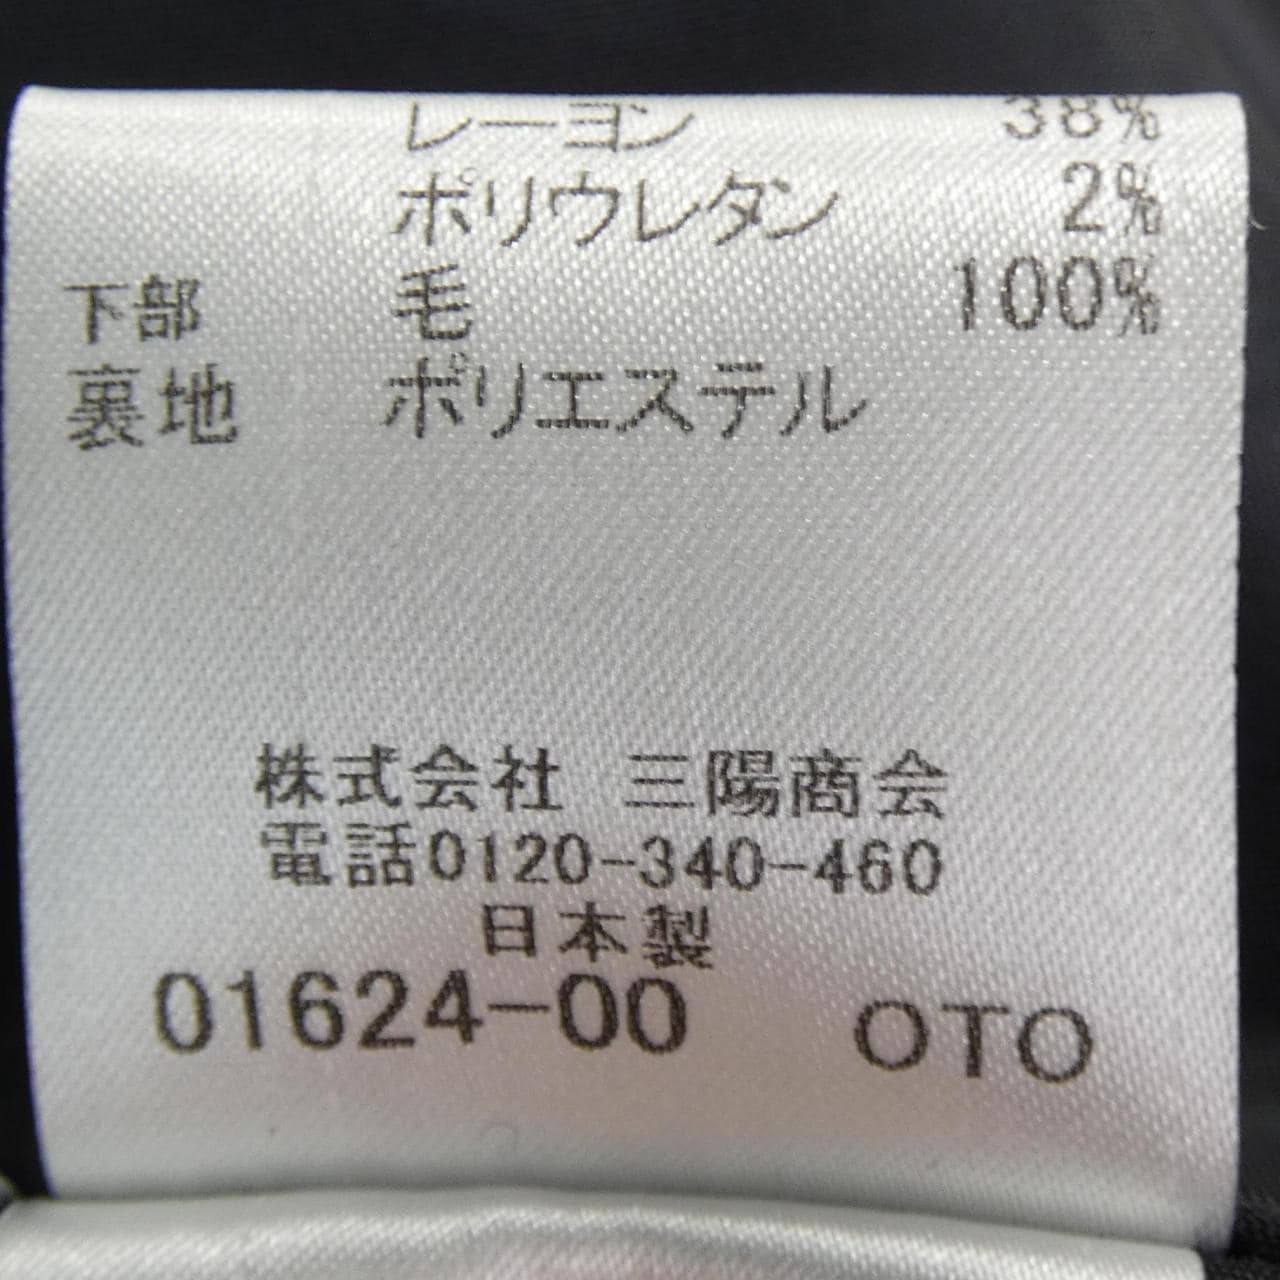 レーヨン 38%
ポリウレタン 2%
下部 毛 100%
裏地 ポリエステル
株式会社 三陽商会
電話0120-340-460
日本製
01624-00 OTO